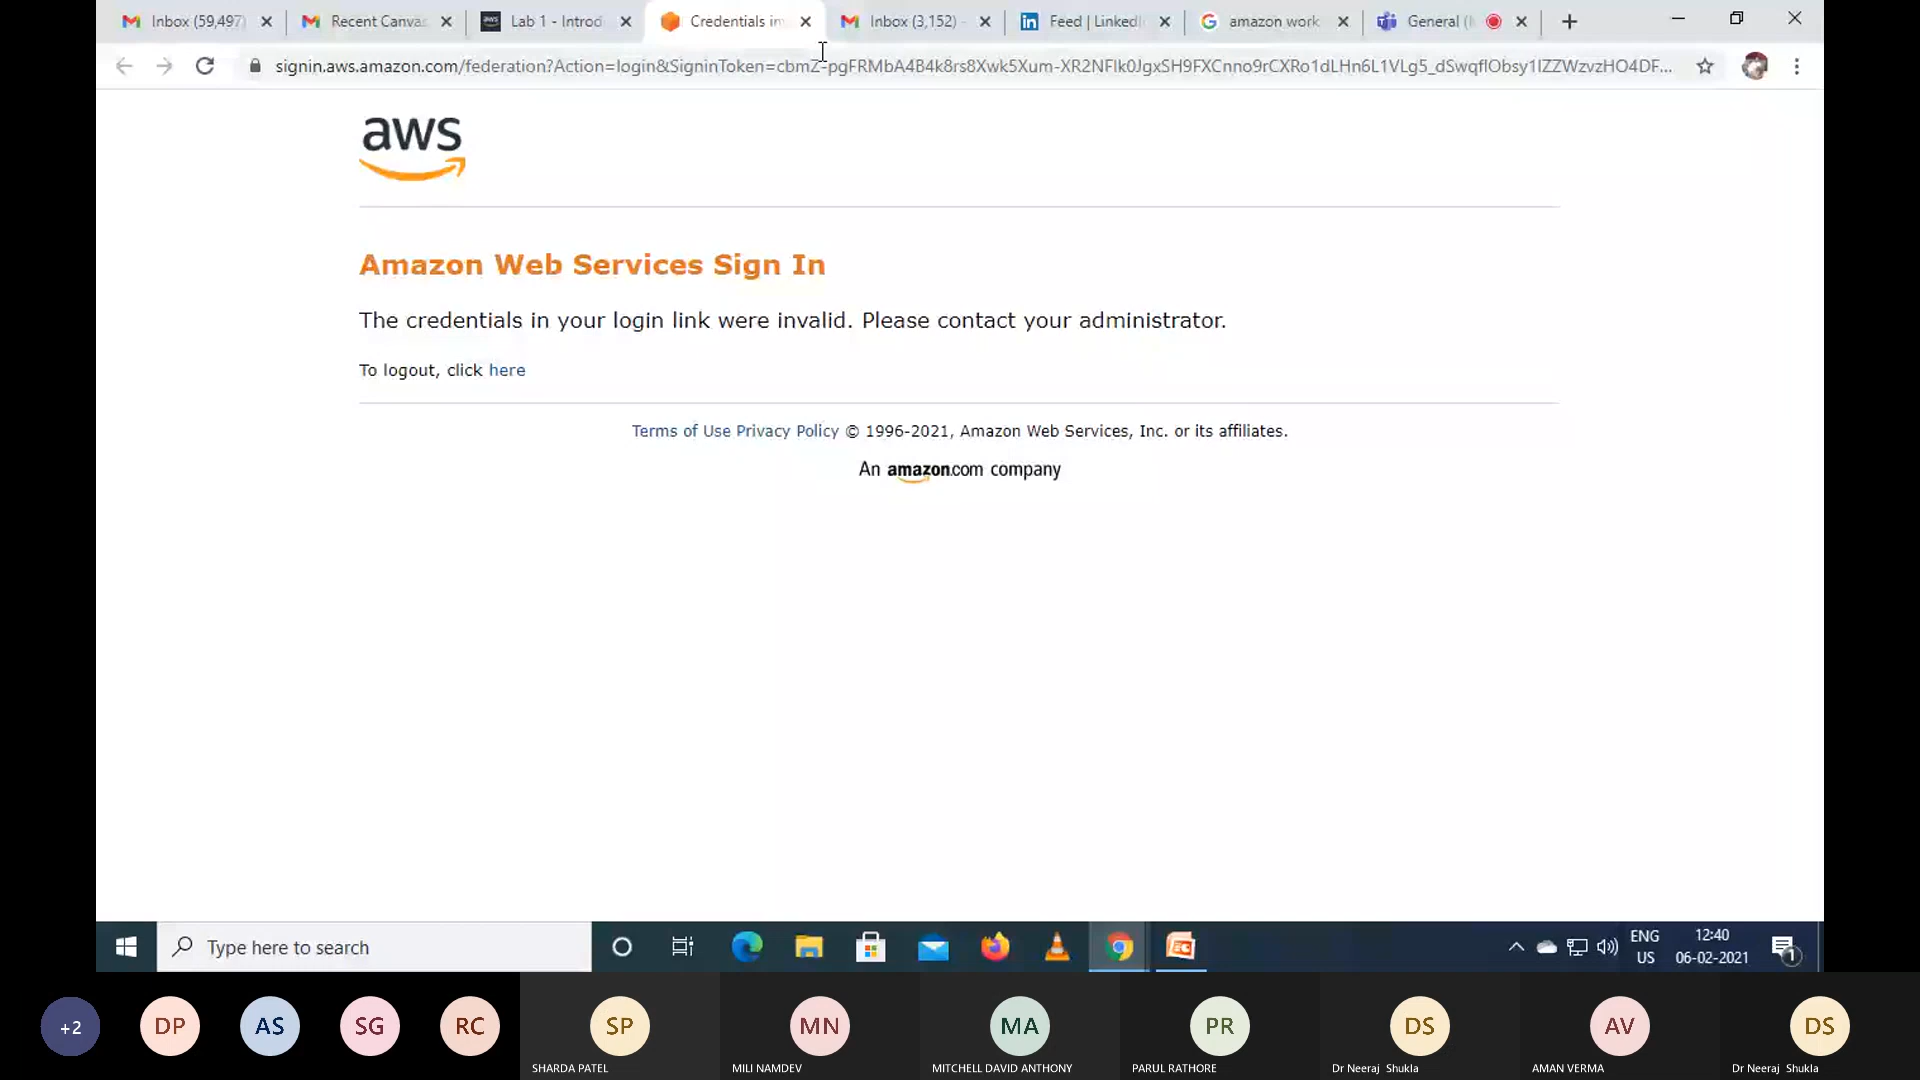 Inbox (59,497)
Recent Canva
Lab 1 - Introd
Credentials in
Inbox (3,152) -
Feed | LinkedI
amazon work
General (
signin.aws.amazon.com/federation?Action=login&SigninToken=cbmZ-pgFRMbA4B4k8rs8Xwk5Xum-XR2NFlk0JgxSH9FXCnno9rCXRo1dLHn6L1VLg5_dSwqflObsy1IZZWzvzHO4DF...
aws
Amazon Web Services Sign In
The credentials in your login link were invalid. Please contact your administrator.
To logout, click here
Terms of Use Privacy Policy © 1996-2021, Amazon Web Services, Inc. or its affiliates.
An amazon.com company
Type here to search
ENG
US
12:40
06-02-2021
1
+2
DP
AS
SG
RC
SP
MN
MA
PR
DS
AV
DS
SHARDA PATEL
MILI NAMDEV
MITCHELL DAVID ANTHONY
PARUL RATHORE
Dr Neeraj Shukla
AMAN VERMA
Dr Neeraj Shukla